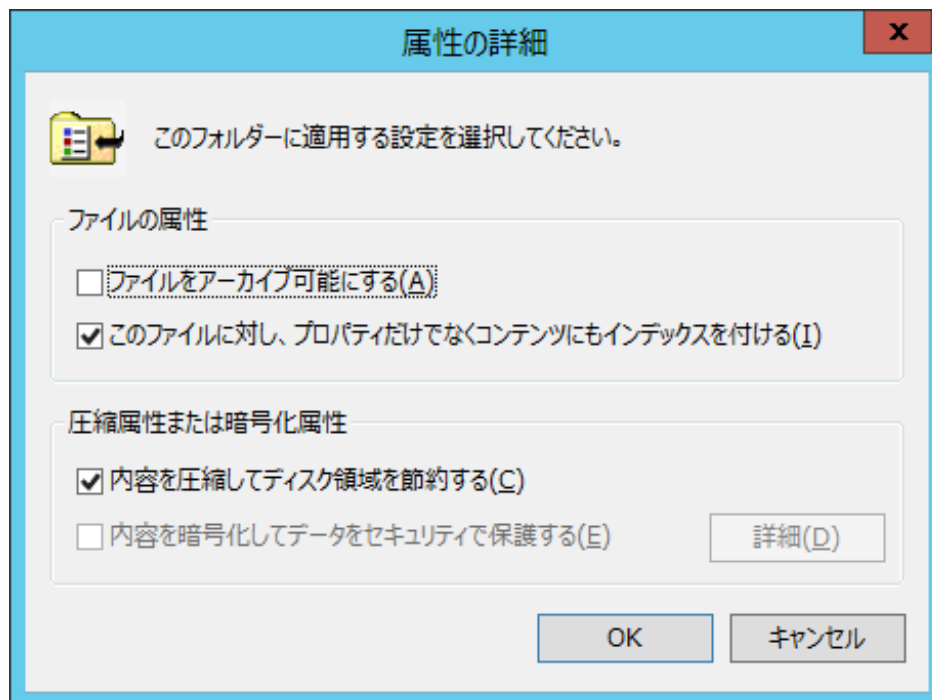 属性の詳細
x
このフォルダーに適用する設定を選択してください。
ファイルの属性
ファイルをアーカイブ可能にする(A)
このファイルに対し、プロパティだけでなくコンテンツにもインデックスを付ける(I)
圧縮属性または暗号化属性
内容を圧縮してディスク領域を節約する(C)
内容を暗号化してデータをセキュリティで保護する(E)
詳細(D)
OK
キャンセル